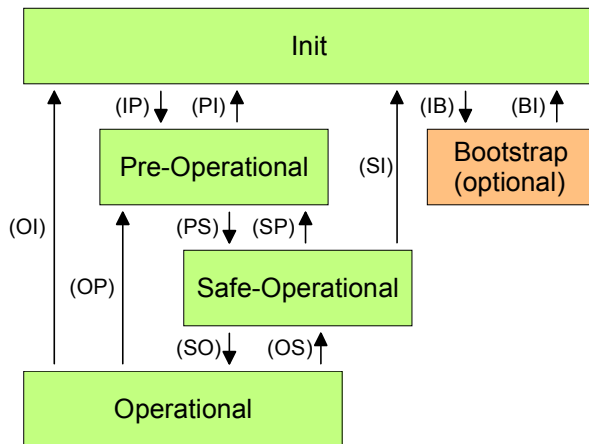 Init
(IP) (PI) (IB) (BI)
Pre-Operational
Bootstrap
(optional)
(SI)
(OI)
(PS) (SP)
(OP)
Safe-Operational
(SO) (OS)
Operational